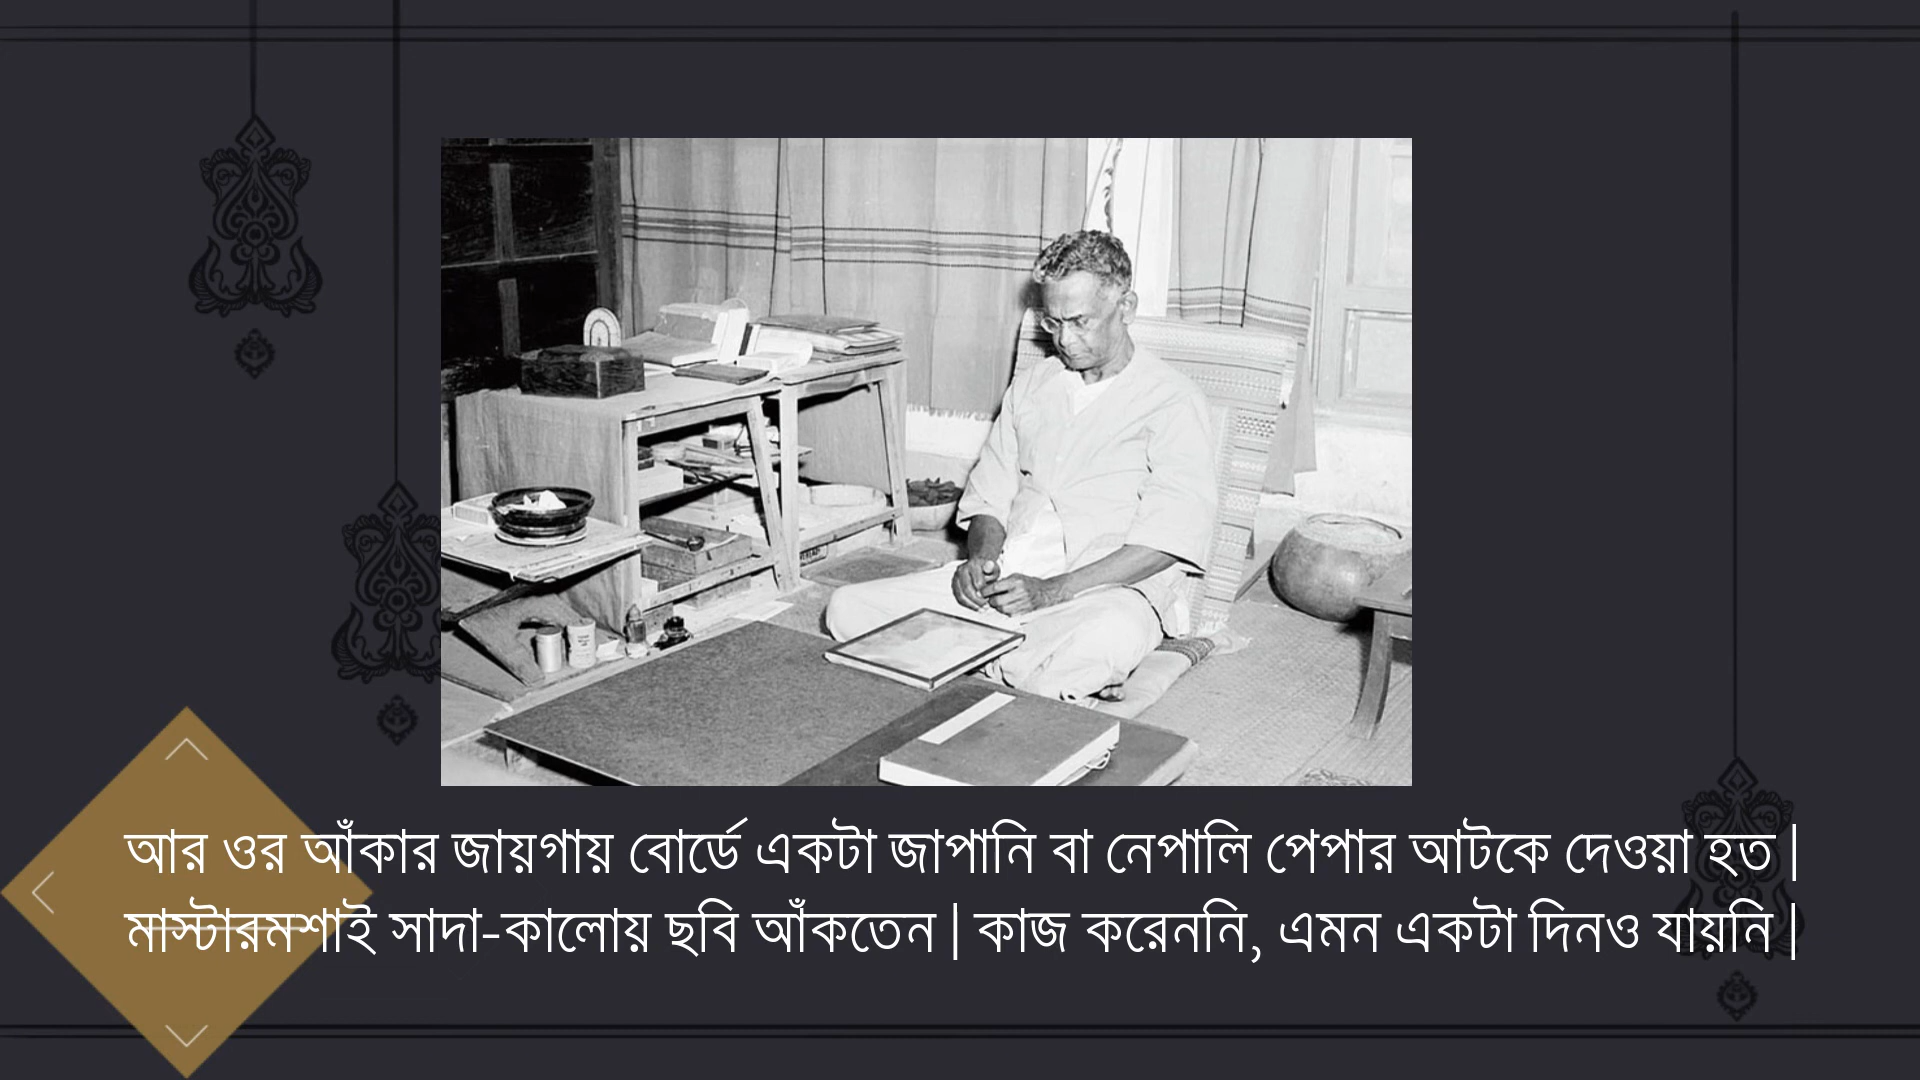 আর ওর আঁকার জায়গায় বোর্ডে একটা জাপানি বা নেপালি পেপার আটকে দেওয়া হত |
মাস্টারমশাই সাদা-কালোয় ছবি আঁকতেন | কাজ করেননি, এমন একটা দিনও যায়নি |